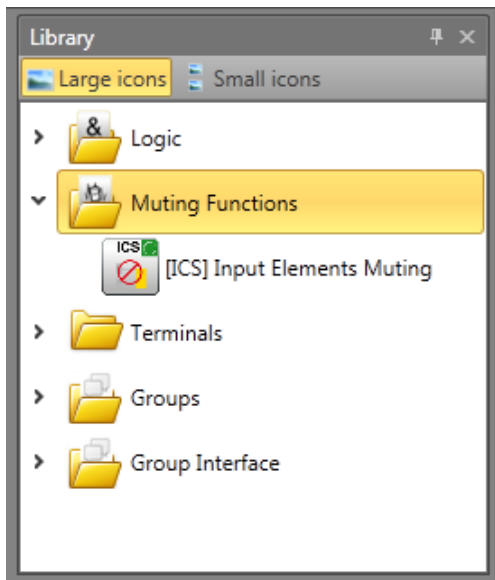 Library
Large icons Small icons
& Logic
Muting Functions
ICS
[ICS] Input Elements Muting
Terminals
Groups
Group Interface